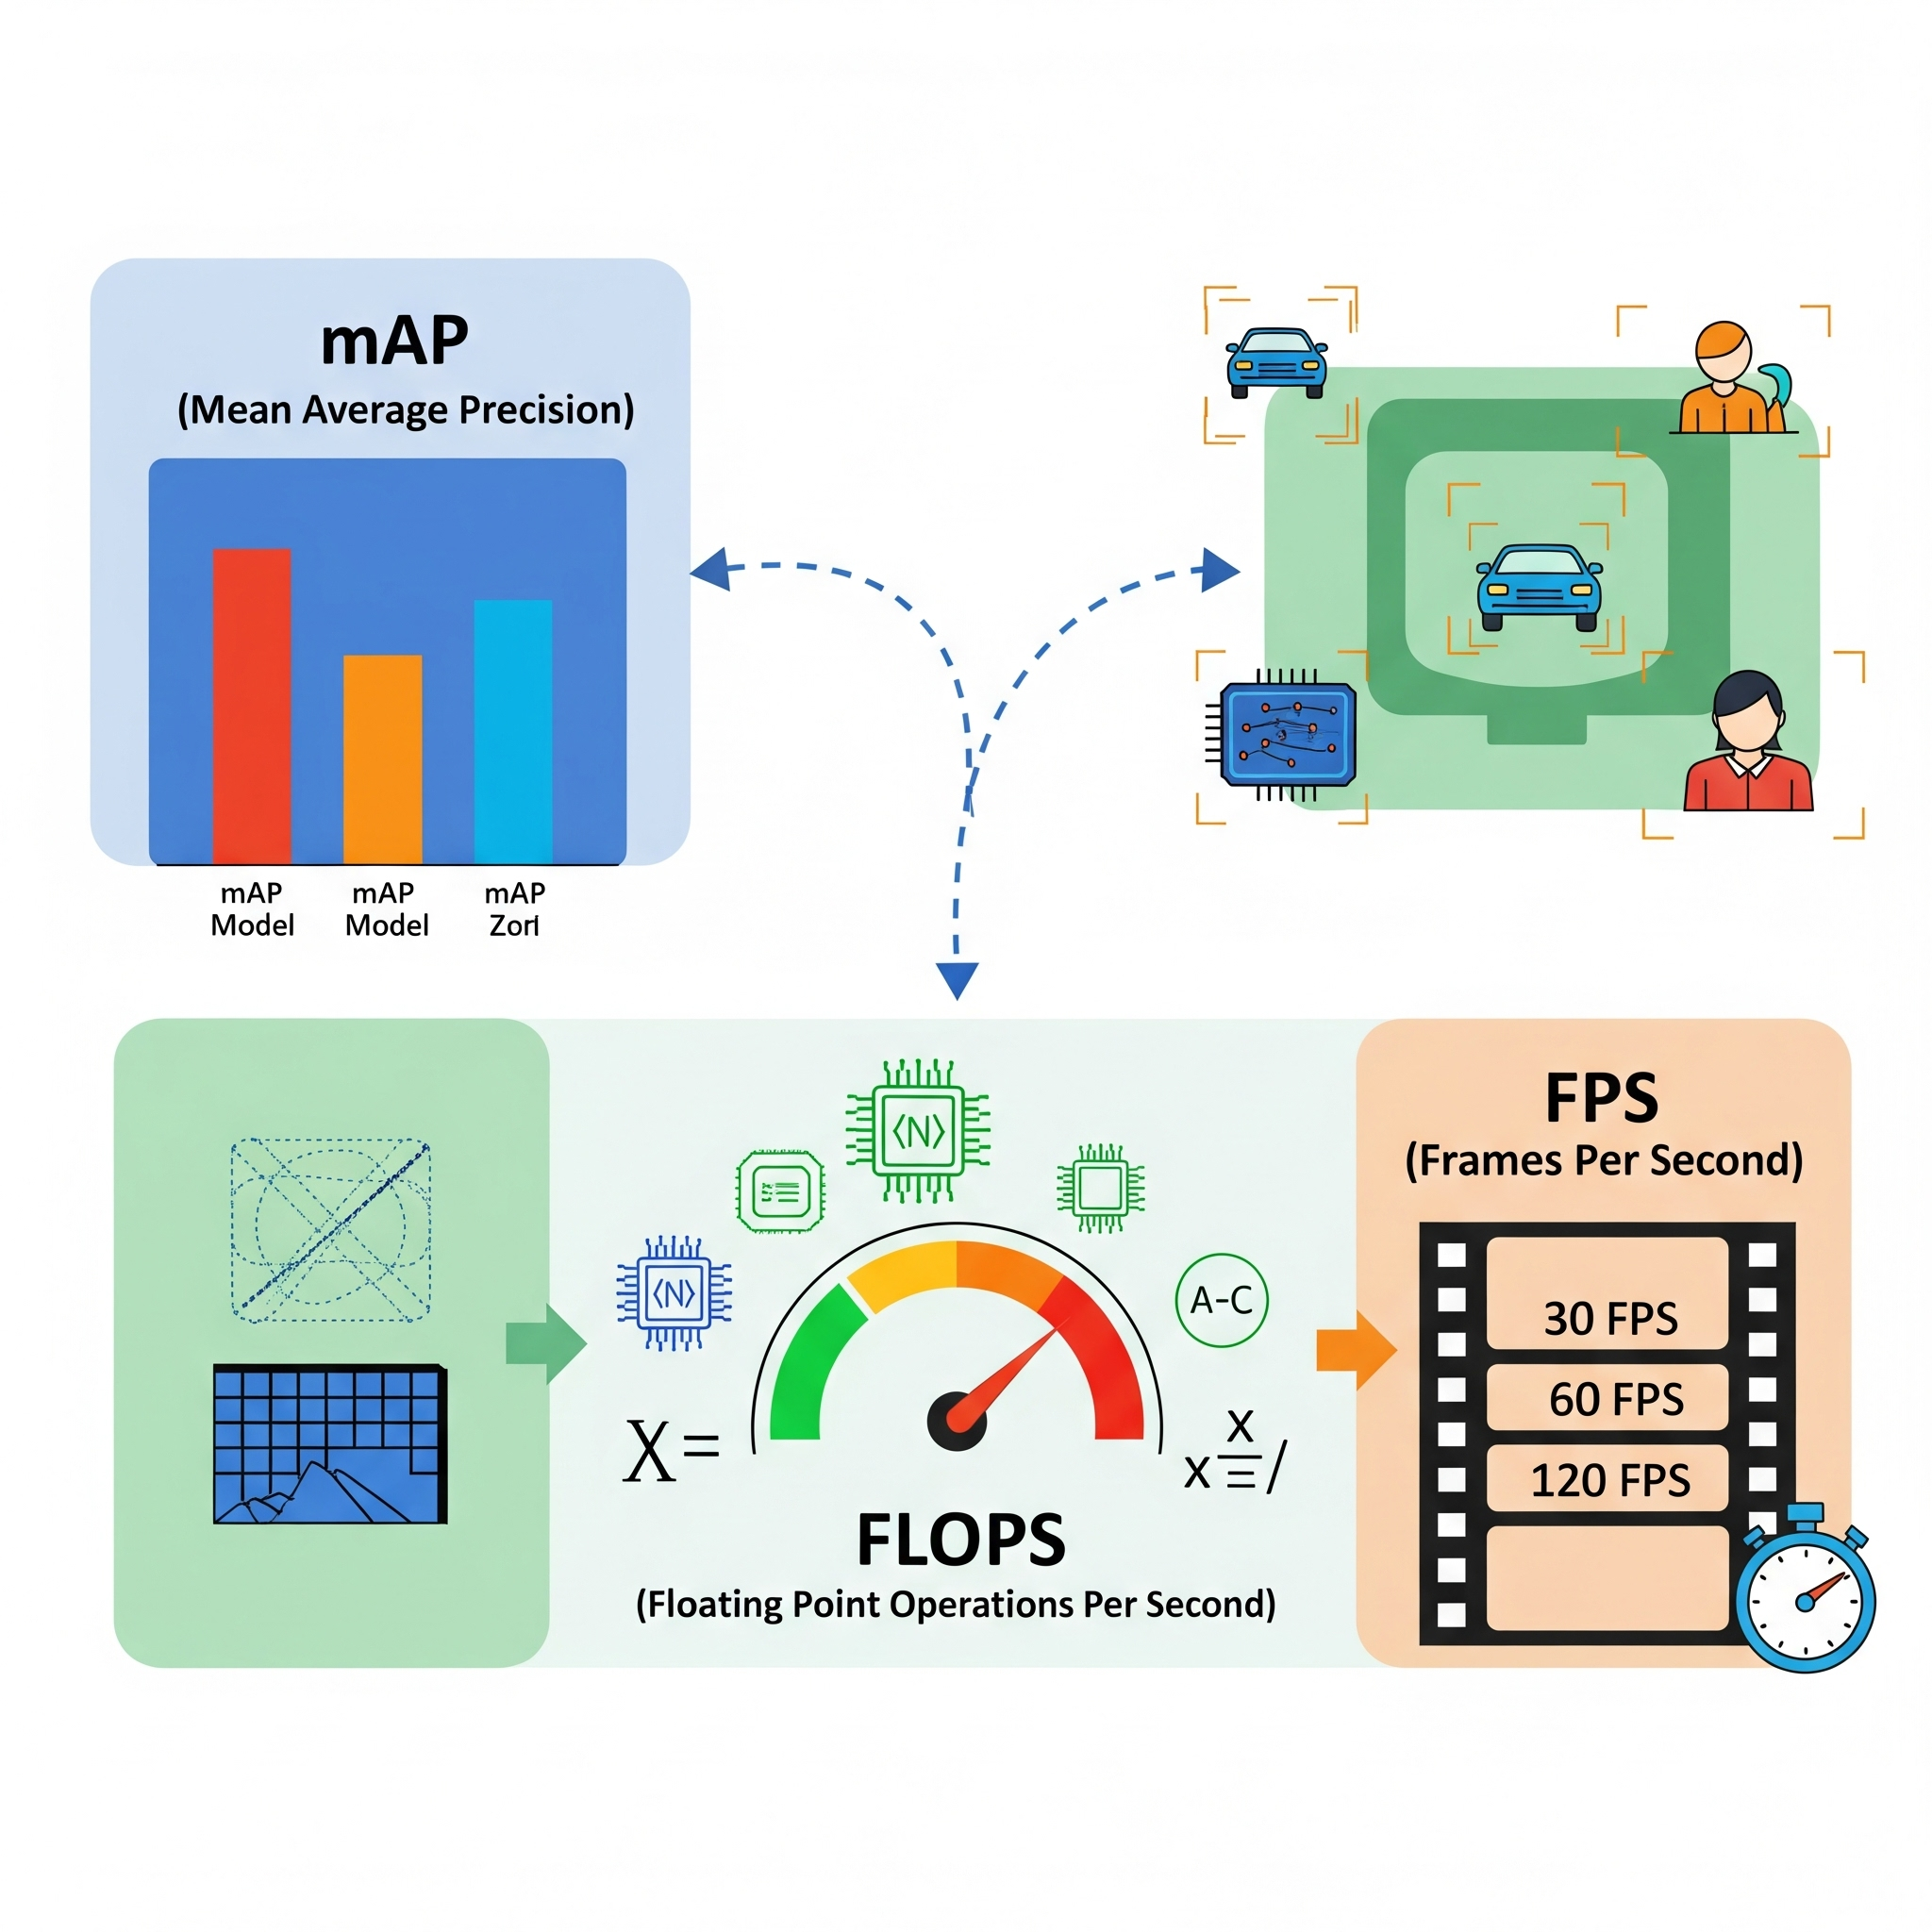 mAP
(Mean Average Precision)
mAP
Model
mAP
Model
mAP
⟨N⟩
⟨N⟩
A-C
X=
x
x=/
FLOPS
(Floating Point Operations Per Second)
FPS
(Frames Per Second)
30 FPS
60 FPS
120 FPS